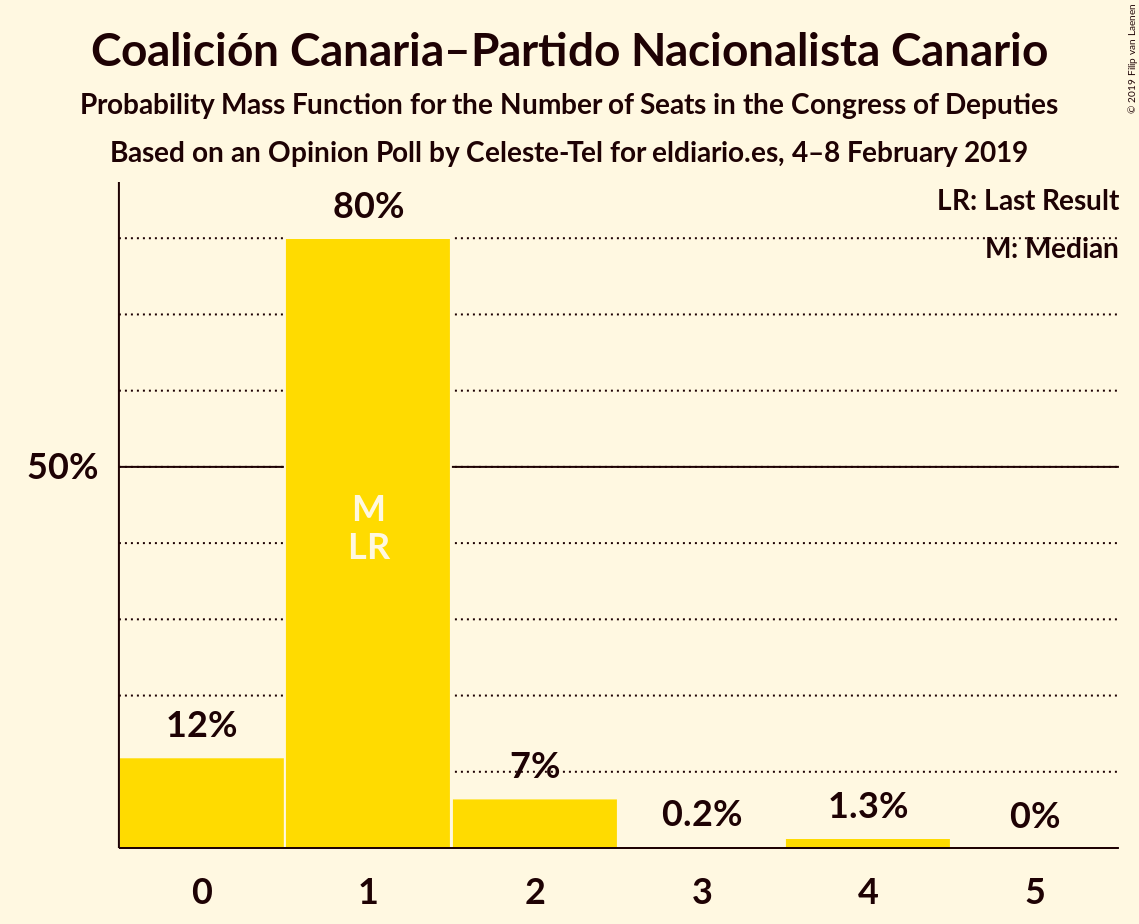 Coalición Canaria–Partido Nacionalista Canario
Probability Mass Function for the Number of Seats in the Congress of Deputies
Based on an Opinion Poll by Celeste-Tel for eldiario.es, 4–8 February 2019
© 2019 Filip van Laenen
LR: Last Result
M: Median
80%
50%
M
LR
12%
7%
0.2%
1.3%
0%
0 1 2 3 4 5